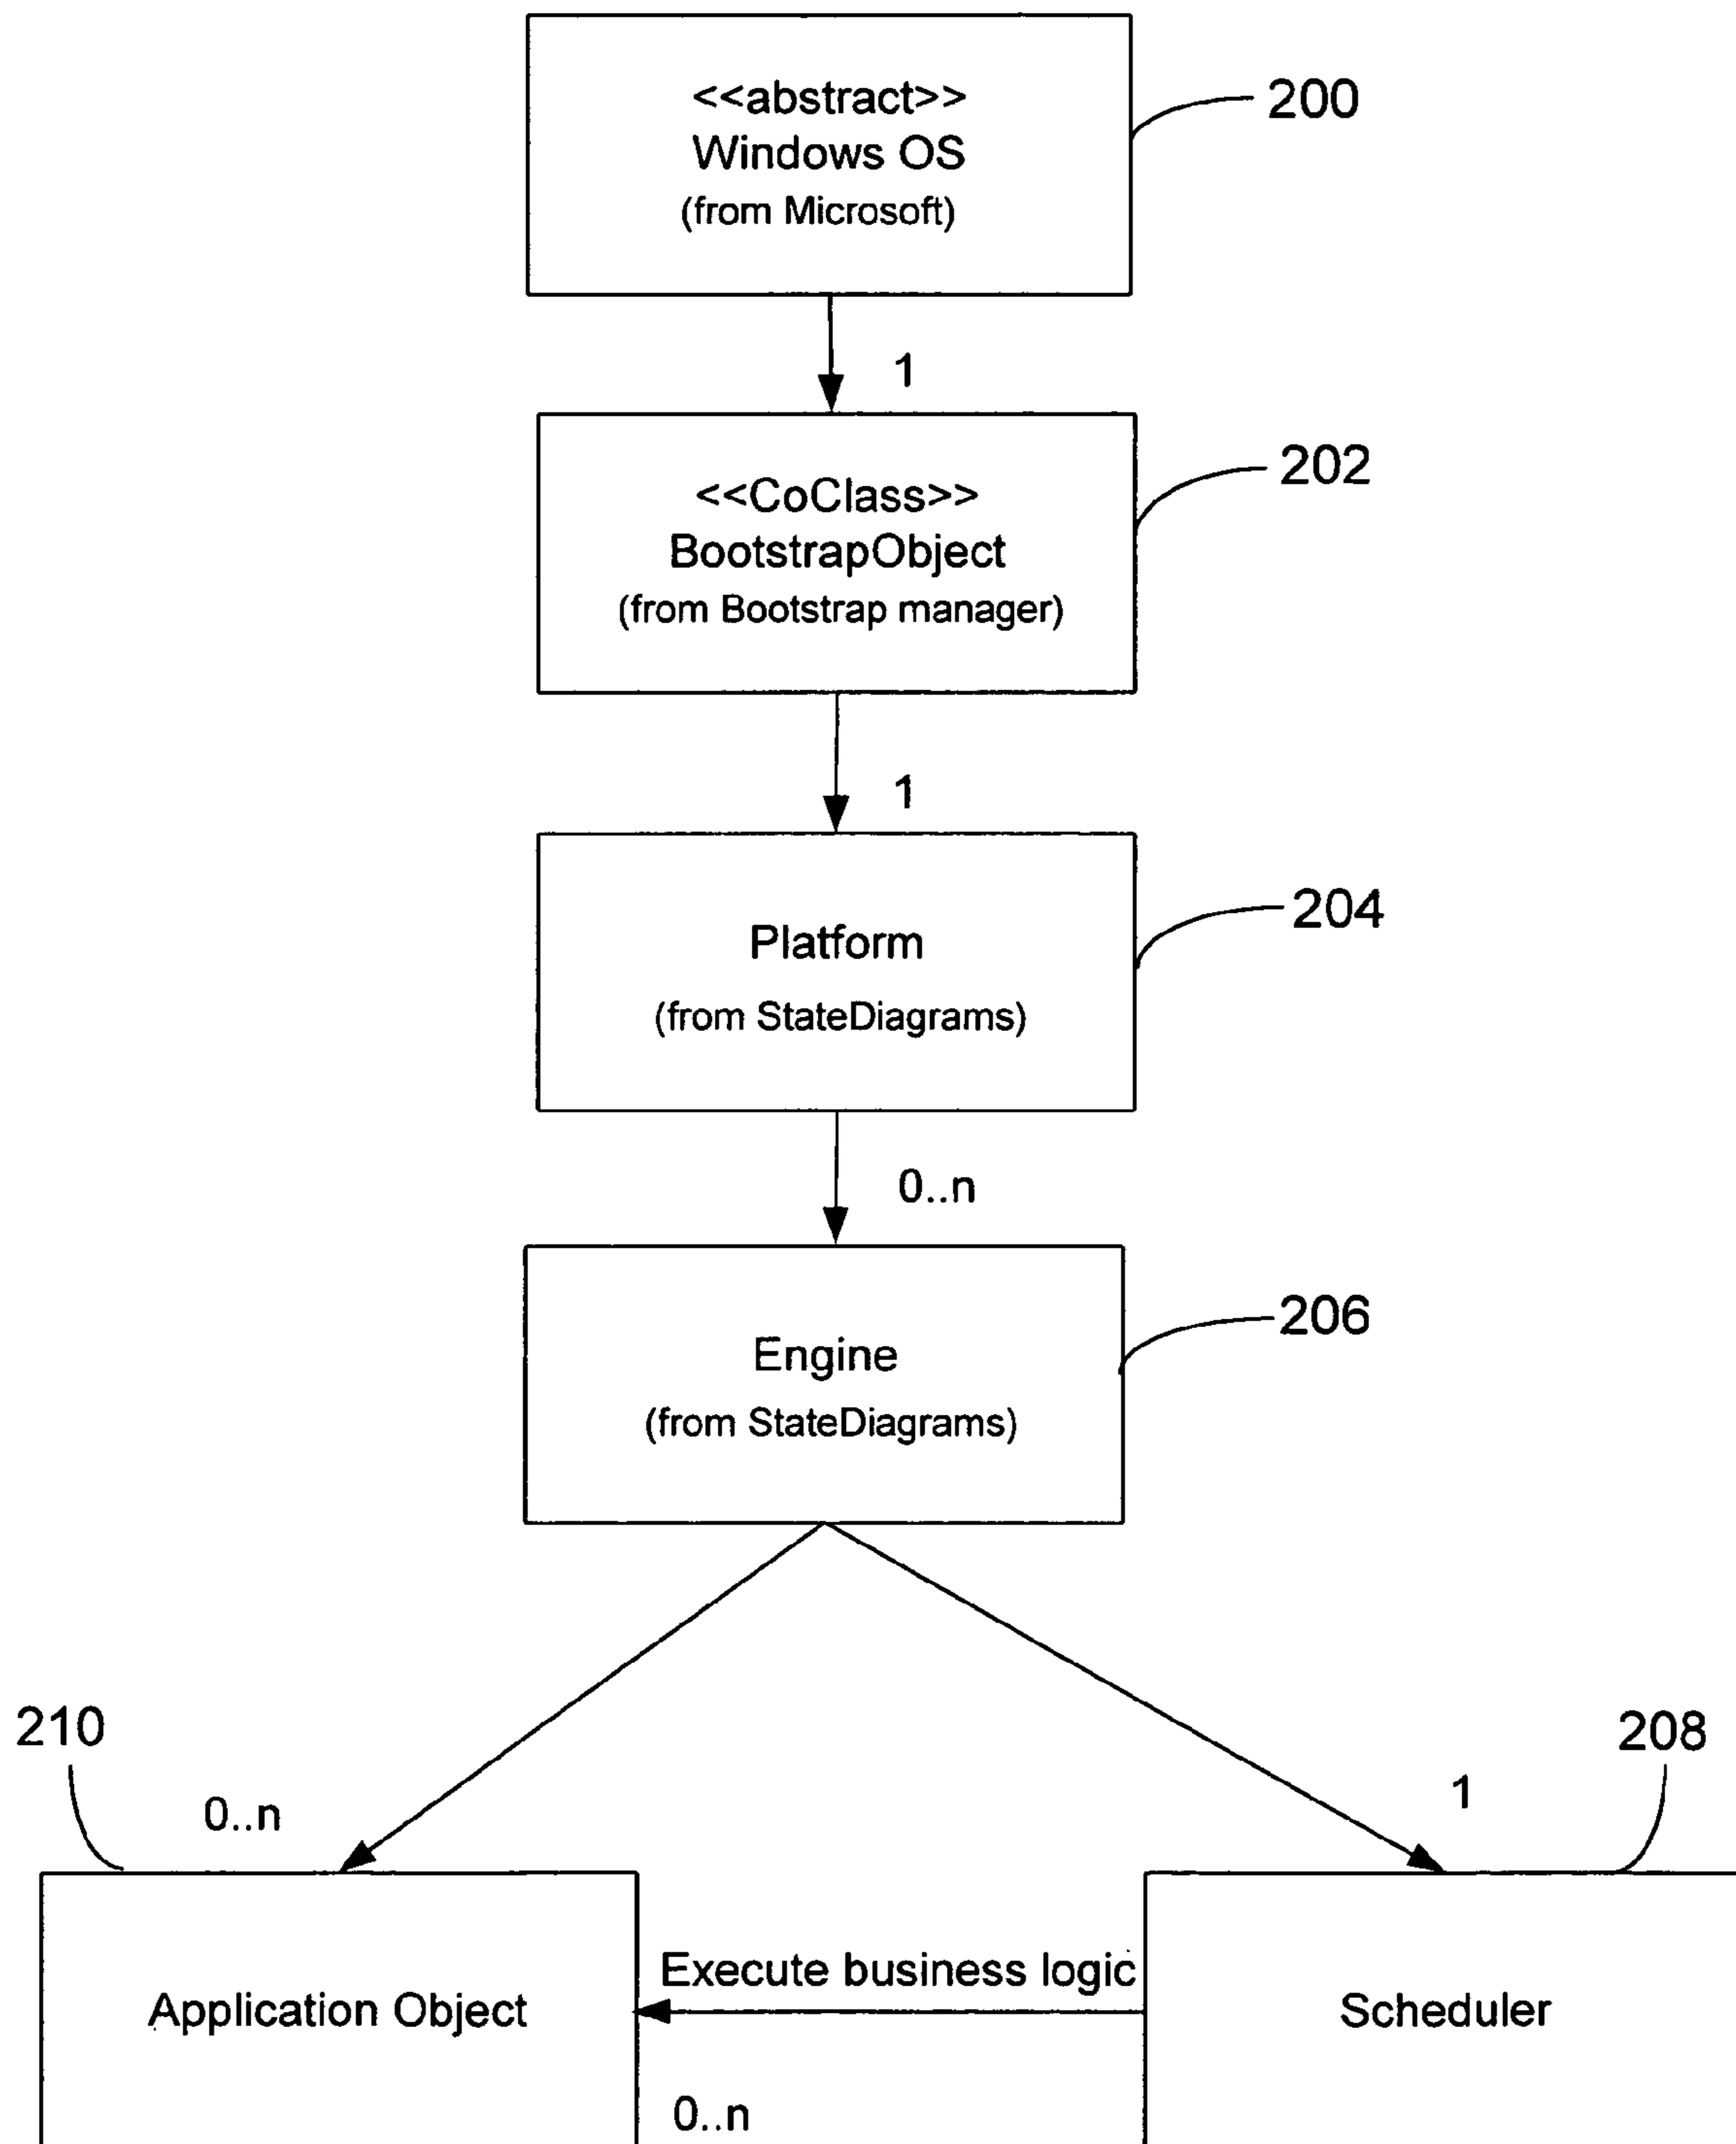 <<abstract>>
Windows OS
(from Microsoft)
200
1
<<CoClass>>
BootstrapObject
(from Bootstrap manager)
202
1
Platform
(from StateDiagrams)
204
0..n
Engine
(from StateDiagrams)
206
210
208
0..n
1
Application Object
Execute business logic
Scheduler
0..n